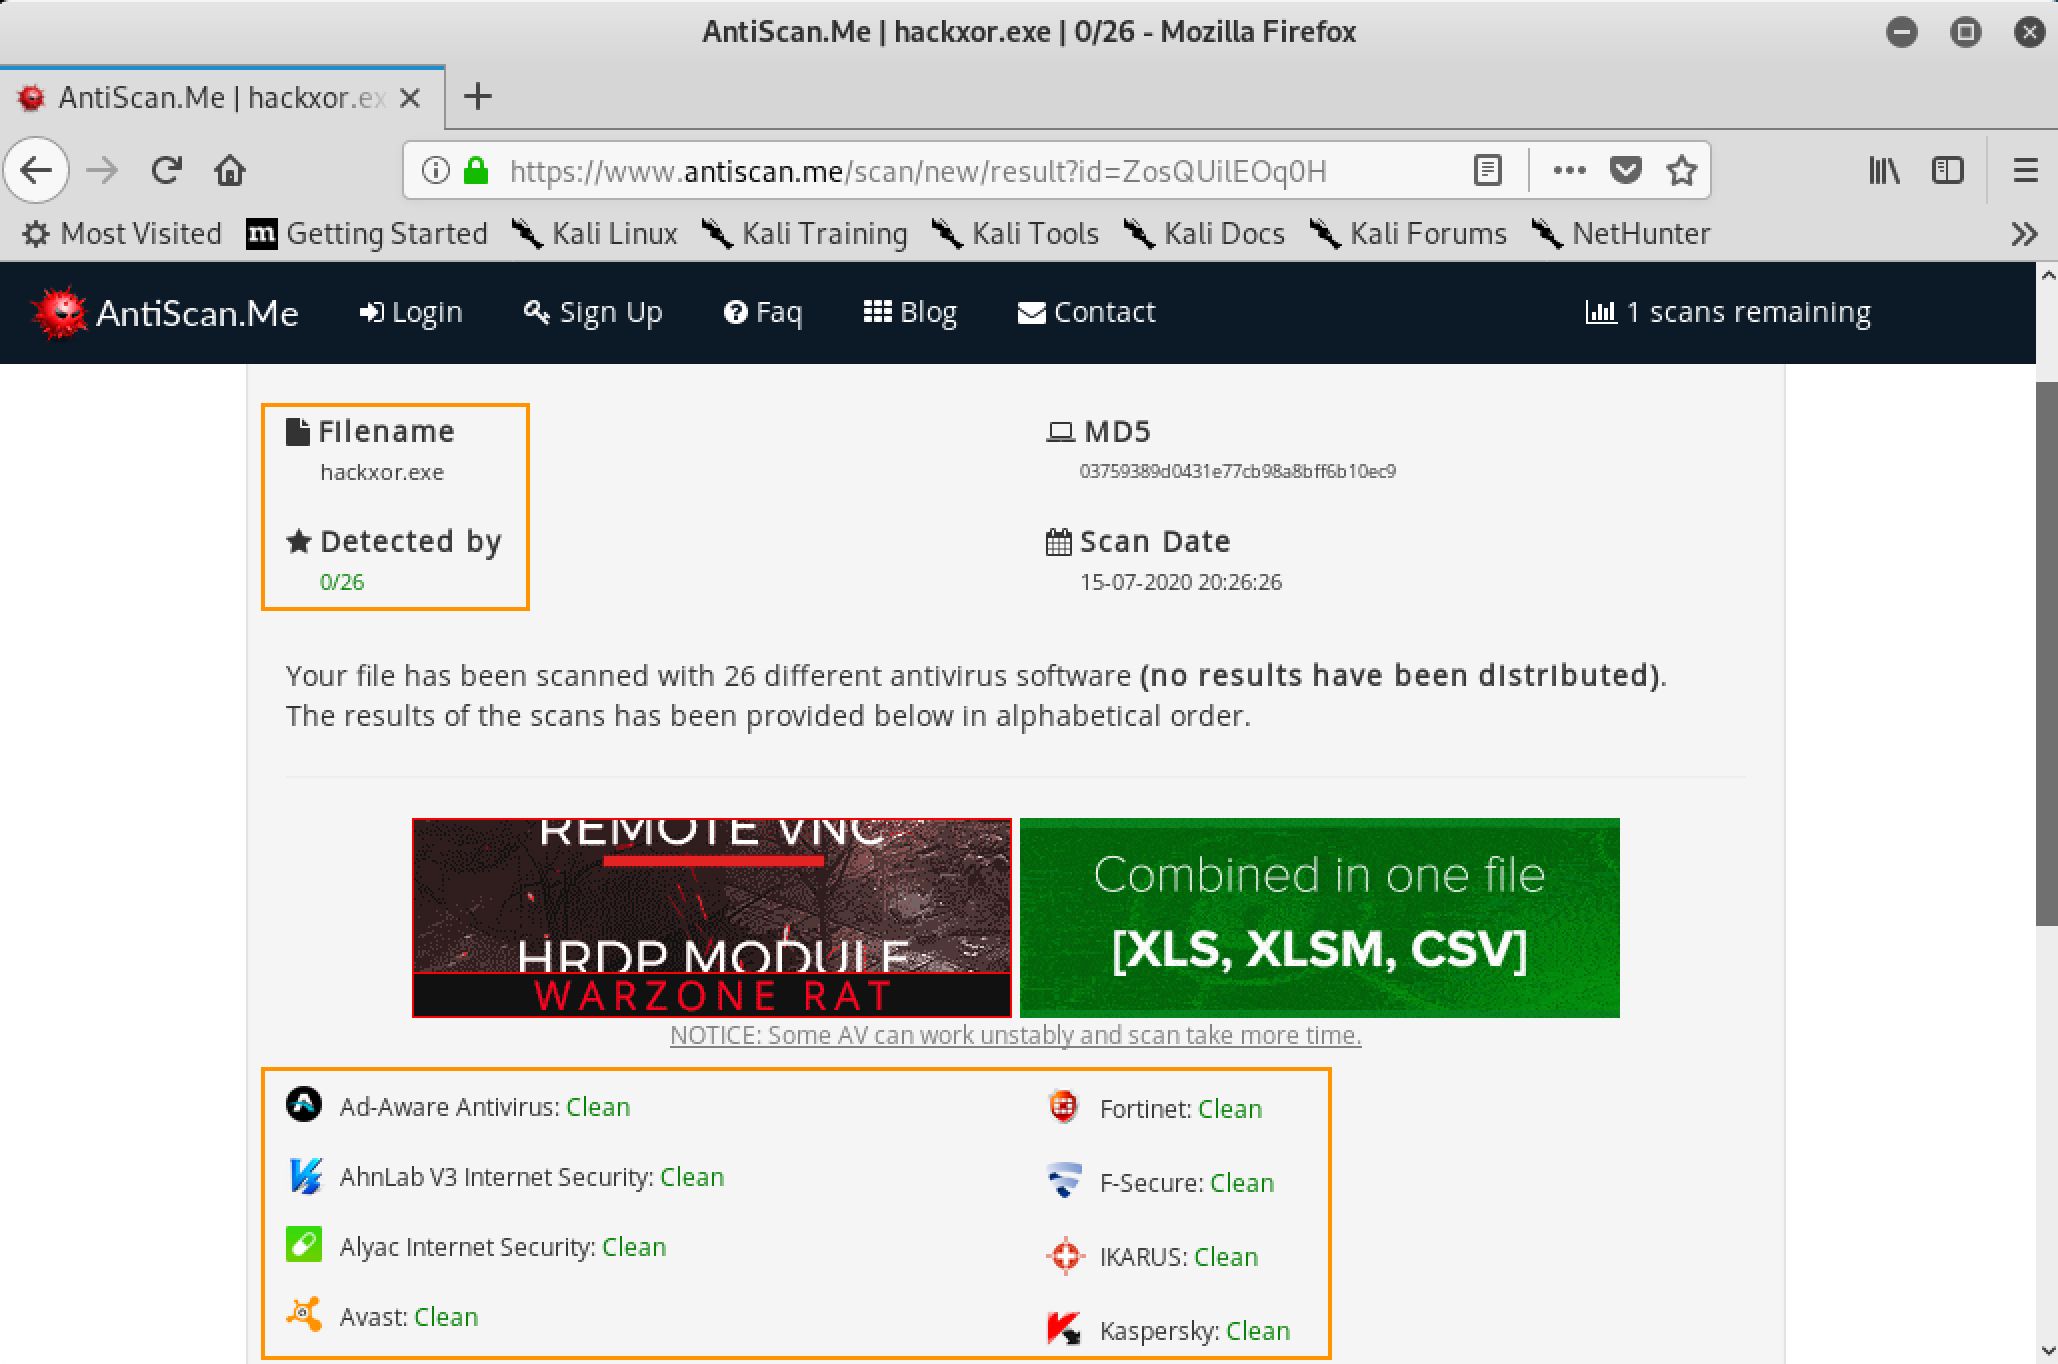 AntiScan.Me | hackxor.exe | 0/26 - Mozilla Firefox
AntiScan.Me | hackxor.ex
https://www.antiscan.me/scan/new/result?id=ZosQUilEOq0H
Most Visited Getting Started Kali Linux Kali Training Kali Tools Kali Docs Kali Forums NetHunter
AntiScan.Me Login Sign Up Faq Blog Contact 1 scans remaining
Filename MD5
hackxor.exe 03759389d0431e77cb98a8bff6b10ec9
Detected by Scan Date
0/26 15-07-2020 20:26:26
Your file has been scanned with 26 different antivirus software (no results have been distributed).
The results of the scans has been provided below in alphabetical order.
REMOTE VNC
HRDP MODULE
WARZONE RAT
Combined in one file
[XLS, XLSM, CSV]
NOTICE: Some AV can work unstably and scan take more time.
Ad-Aware Antivirus: Clean Fortinet: Clean
AhnLab V3 Internet Security: Clean F-Secure: Clean
Alyac Internet Security: Clean IKARUS: Clean
Avast: Clean Kaspersky: Clean